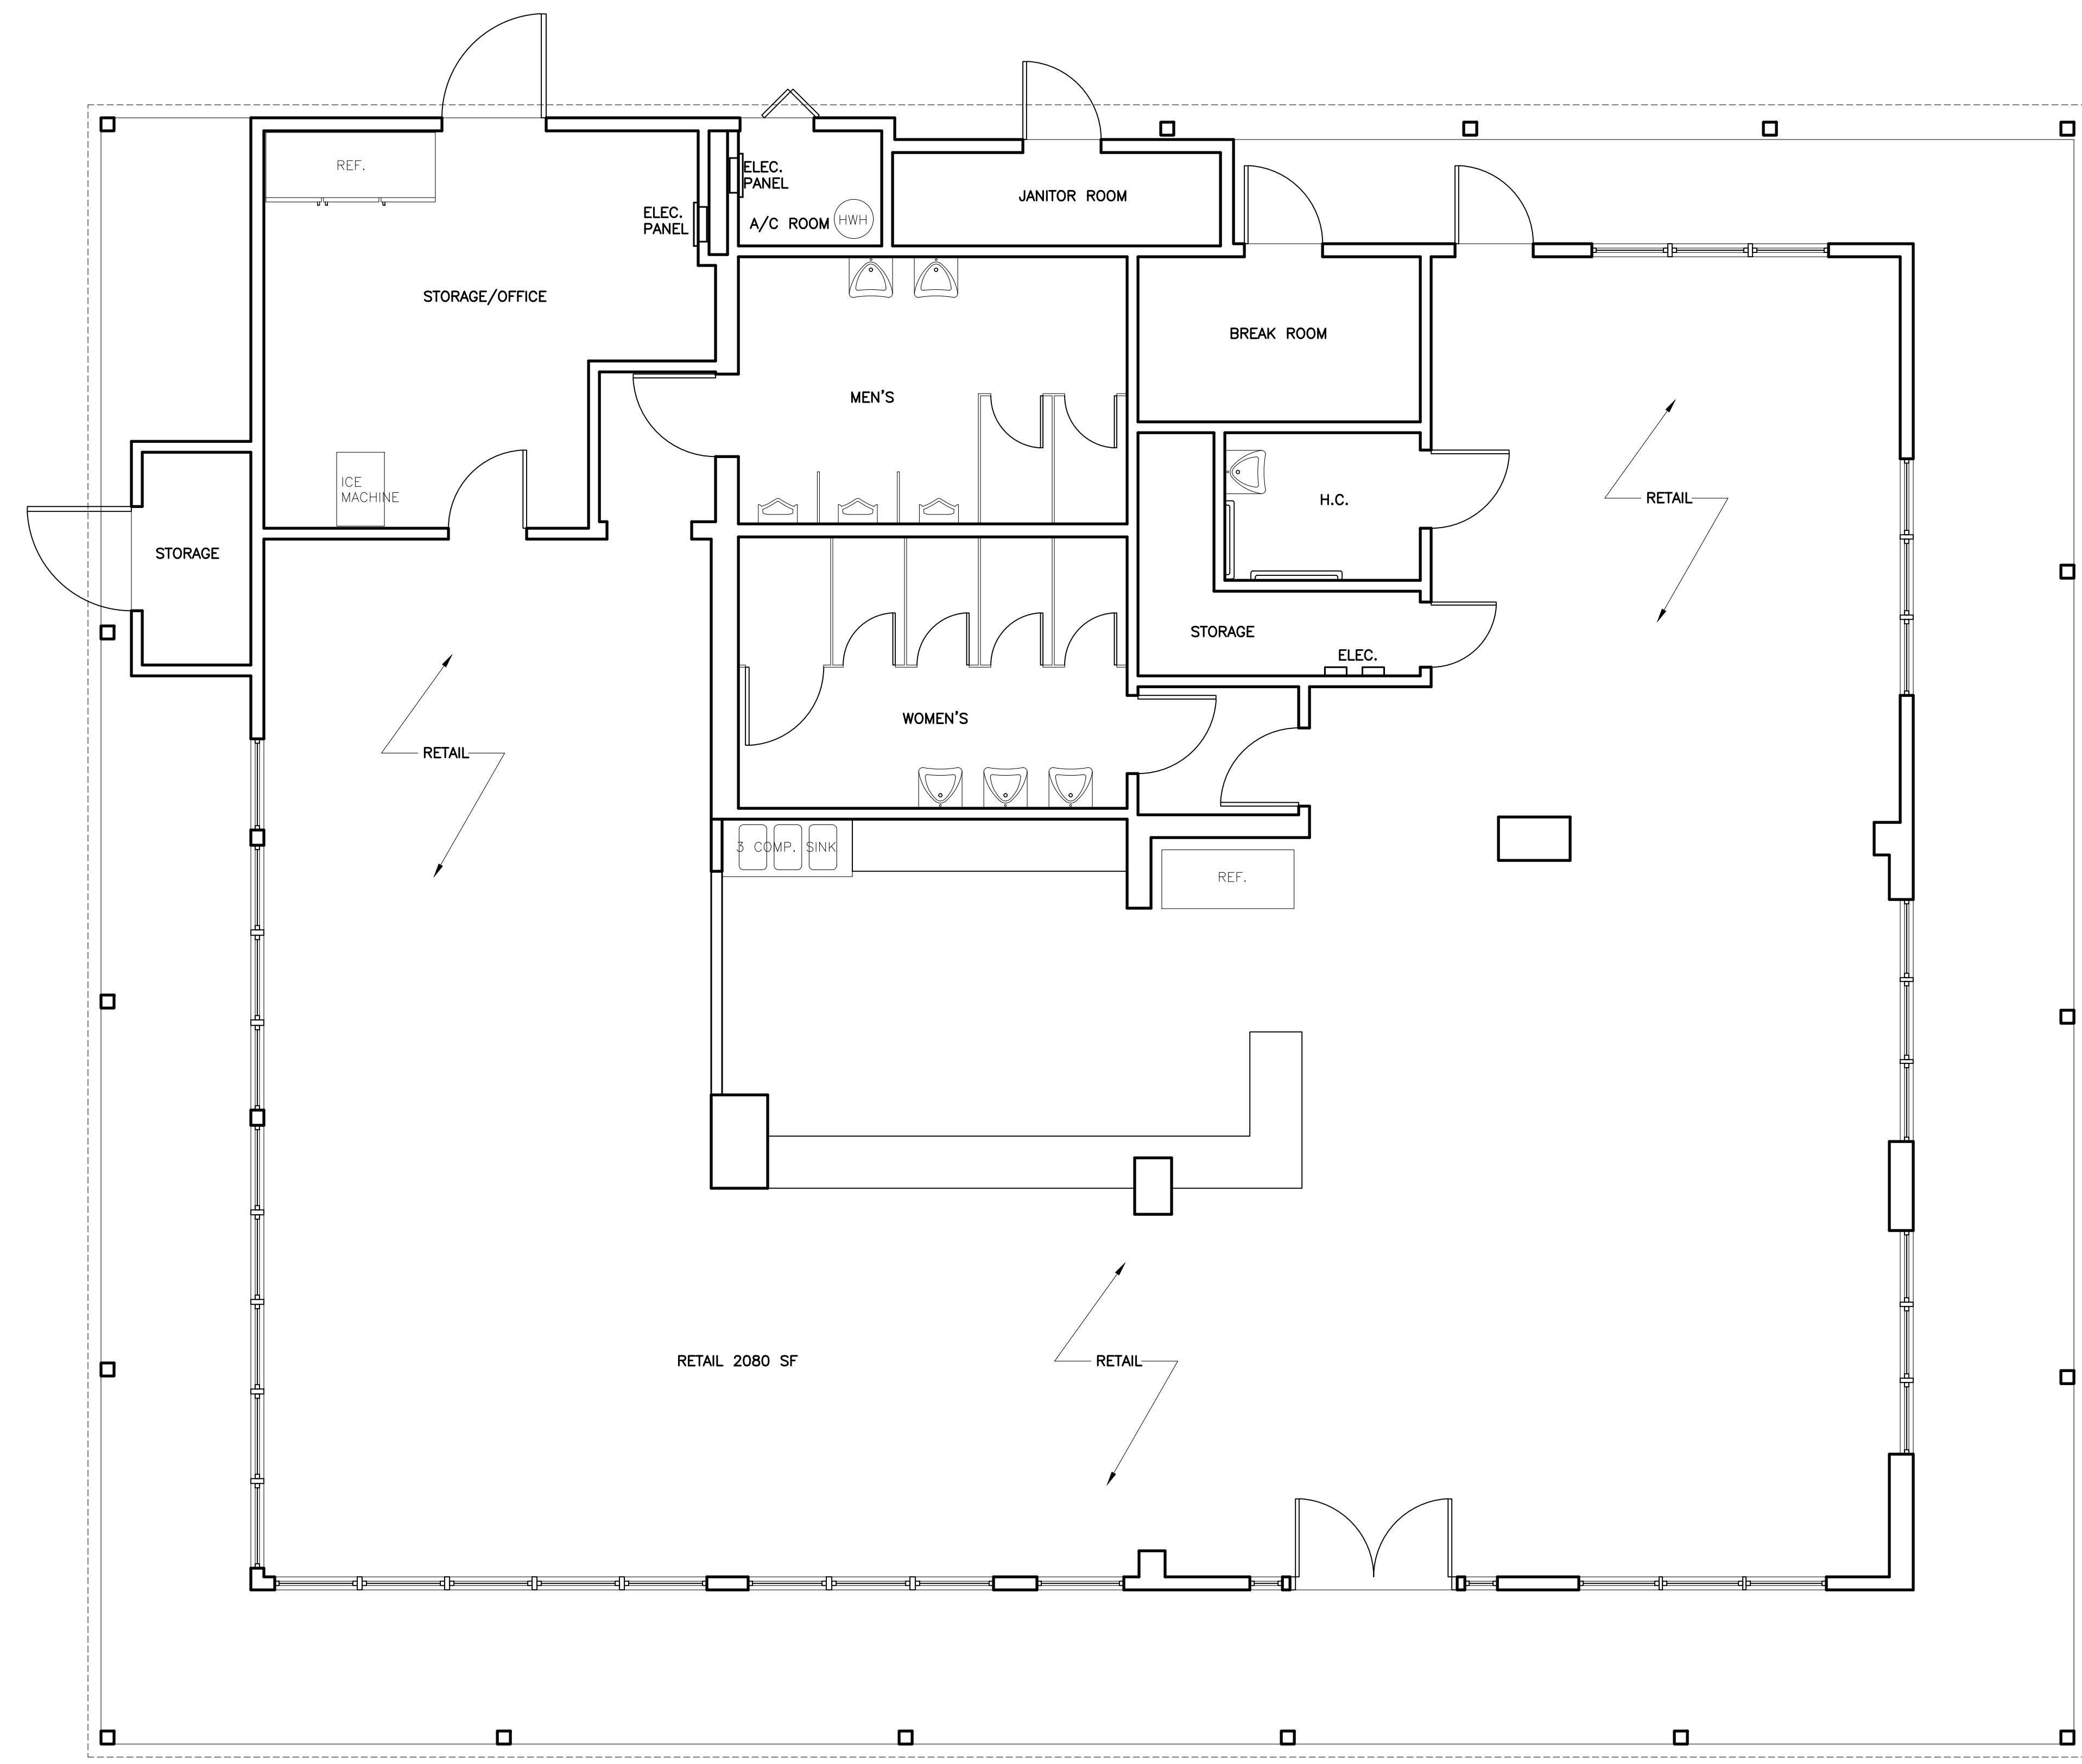 REF.
ELEC.
PANEL
ELEC.
PANEL
A/C ROOM
HWH
JANITOR ROOM
STORAGE/OFFICE
BREAK ROOM
MEN'S
ICE
MACHINE
H.C.
RETAIL
STORAGE
STORAGE
ELEC.
WOMEN'S
RETAIL
3 COMP. SINK
REF.
RETAIL 2080 SF
RETAIL